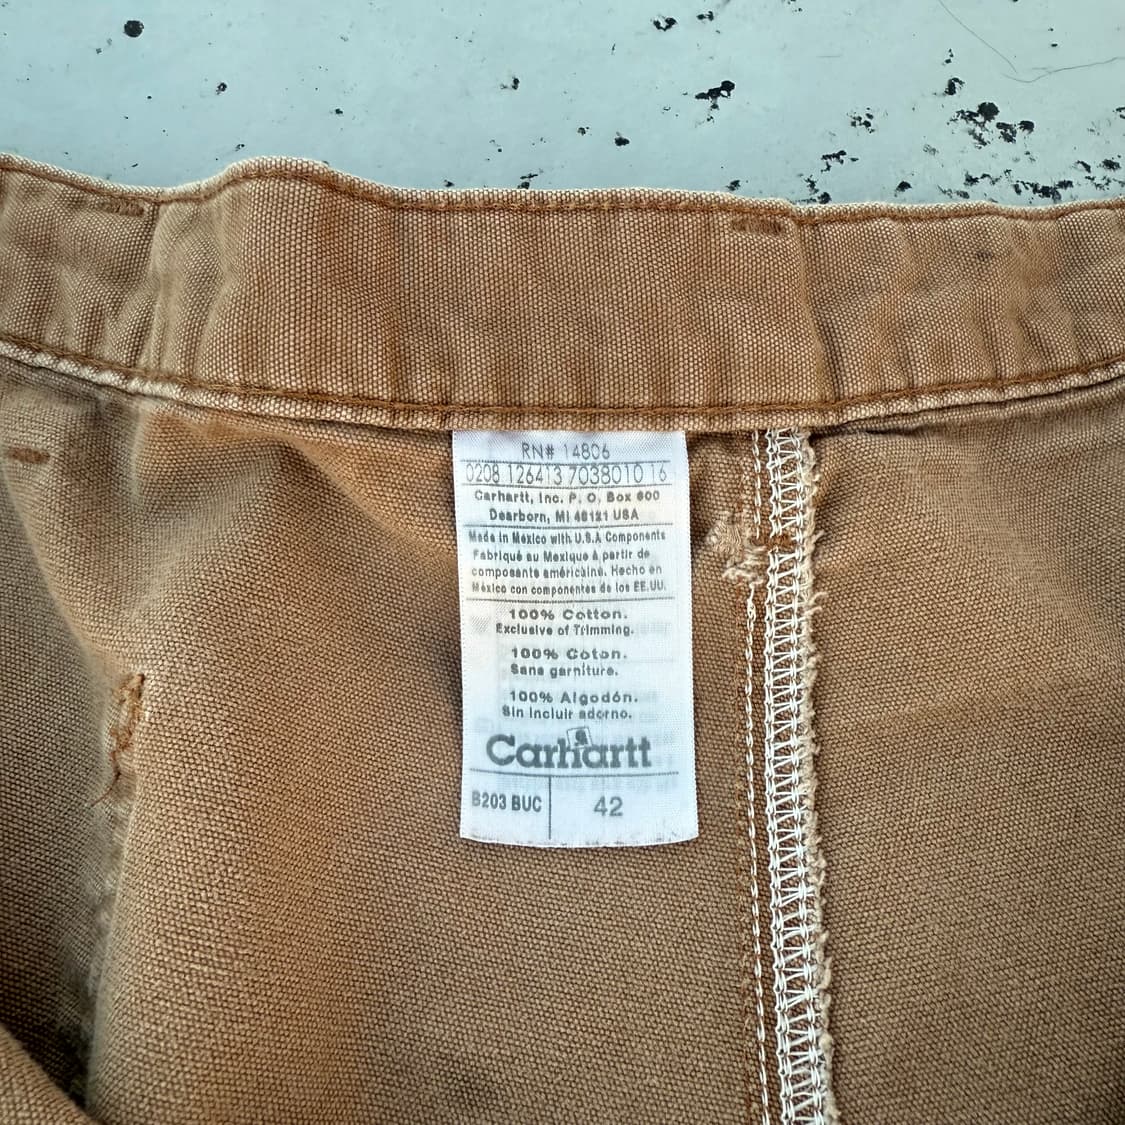 RN# 14806
0208 126413 7038010 16
Carhartt, Inc. P. O. Box 600
Dearborn, MI 48121 USA
Made in Mexico with U.S.A Components
Fabriqué au Mexique à partir de
composants américains. Hecho en
México con componentes de los EE.UU.
100% Cotton.
Exclusive of Trimming.
100% Coton.
Sans garniture.
100% Algodón.
Sin incluir adorno.
Carhartt
B203 BUC
42